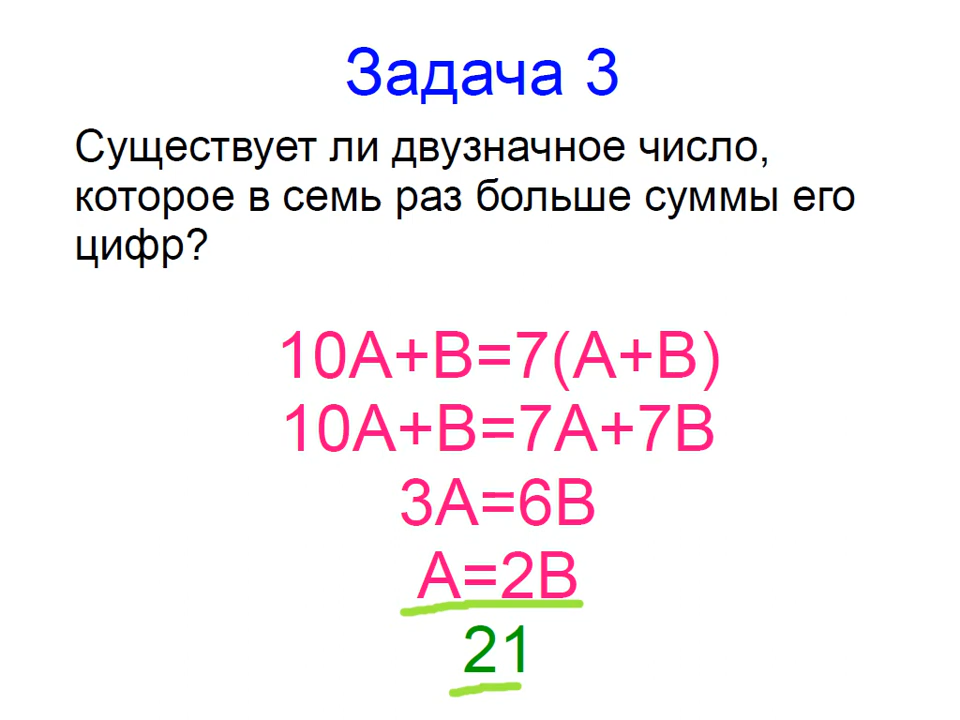 Задача 3
Существует ли двузначное число,
которое в семь раз больше суммы его
цифр?
10A+B=7(A+B)
10A+B=7A+7B
3A=6B
A=2B
21